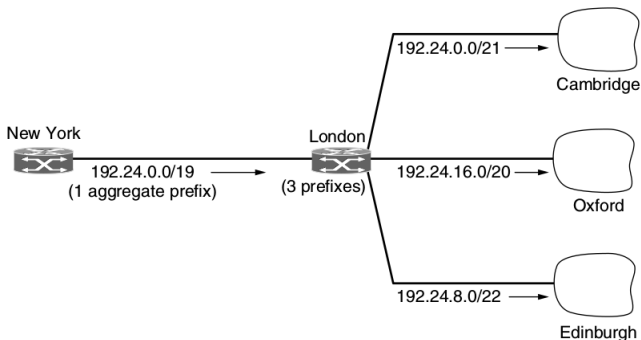 192.24.0.0/21
Cambridge
New York
London
192.24.0.0/19
(1 aggregate prefix)
(3 prefixes)
192.24.16.0/20
Oxford
192.24.8.0/22
Edinburgh